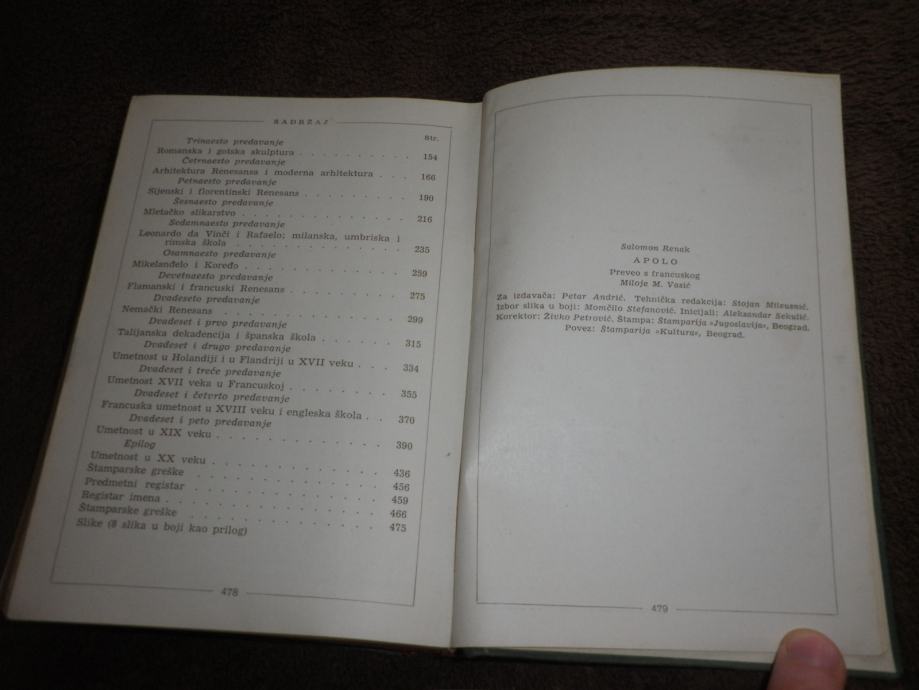 SADRŽAJ
Str.
Trinaesto predavanje
Romanska i gotska skulptura . . . . . . . . . . 154
Četrnaesto predavanje
Arhitektura Renesansa i moderna arhitektura . . . 166
Petnaesto predavanje
Sijenski i florentinski Renesans . . . . . . . . . 190
Šesnaesto predavanje
Mletačko slikarstvo . . . . . . . . . . . . . 216
Sedamnaesto predavanje
Leonardo da Vinči i Rafaelo; milanska, umbriska i
rimska škola . . . . . . . . . . . . . 235
Osamnaesto predavanje
Mikelanđelo i Koređo . . . . . . . . . . . . 259
Devetnaesto predavanje
Flamanski i francuski Renesans . . . . . . . . . 275
Dvadeseto predavanje
Nemački Renesans . . . . . . . . . . . . . 299
Dvadeset i prvo predavanje
Talijanska dekadencija i španska škola . . . . . . 315
Dvadeset i drugo predavanje
Umetnost u Holandiji i u Flandriji u XVII veku . . . 334
Dvadeset i treće predavanje
Umetnost XVII veka u Francuskoj . . . . . . . . 355
Dvadeset i četvrto predavanje
Francuska umetnost u XVIII veku i engleska škola . . 370
Dvadeset i peto predavanje
Umetnost u XIX veku . . . . . . . . . . . . 390
Epilog
Umetnost u XX veku . . . . . . . . . . . . 436
Štamparske greške . . . . . . . . . . . . . 456
Predmetni registar . . . . . . . . . . . . . 459
Registar imena . . . . . . . . . . . . . . 466
Štamparske greške . . . . . . . . . . . . . 475
Slike (8 slika u boji kao prilog)
478
Salomon Renak
APOLO
Preveo s francuskog
Miloje M. Vasić
Za izdavača: Petar Andrić. Tehnička redakcija: Stojan Milzusnić.
Izbor slika u boji: Momčilo Stefanović. Inicijali: Aleksandar Sekulić.
Korektor: Živko Petrović. Štampa: Štamparija »Jugoslavija«, Beograd.
Povez: Štamparija »Kultura«, Beograd.
479